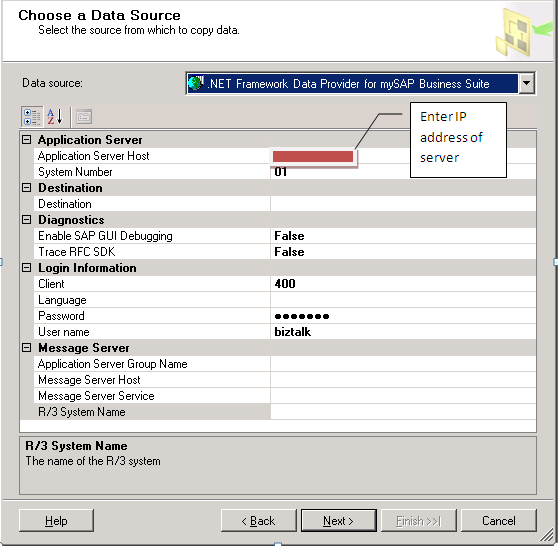 Choose a Data Source
Select the source from which to copy data.
Data source:
.NET Framework Data Provider for mySAP Business Suite
Enter IP
address of
server
Application Server
Application Server Host
System Number 01
Destination
Destination
Diagnostics
Enable SAP GUI Debugging False
Trace RFC SDK False
Login Information
Client 400
Language
Password ●●●●●●●
User name biztalk
Message Server
Application Server Group Name
Message Server Host
Message Server Service
R/3 System Name
R/3 System Name
The name of the R/3 system
Help
< Back
Next >
Finish >>|
Cancel